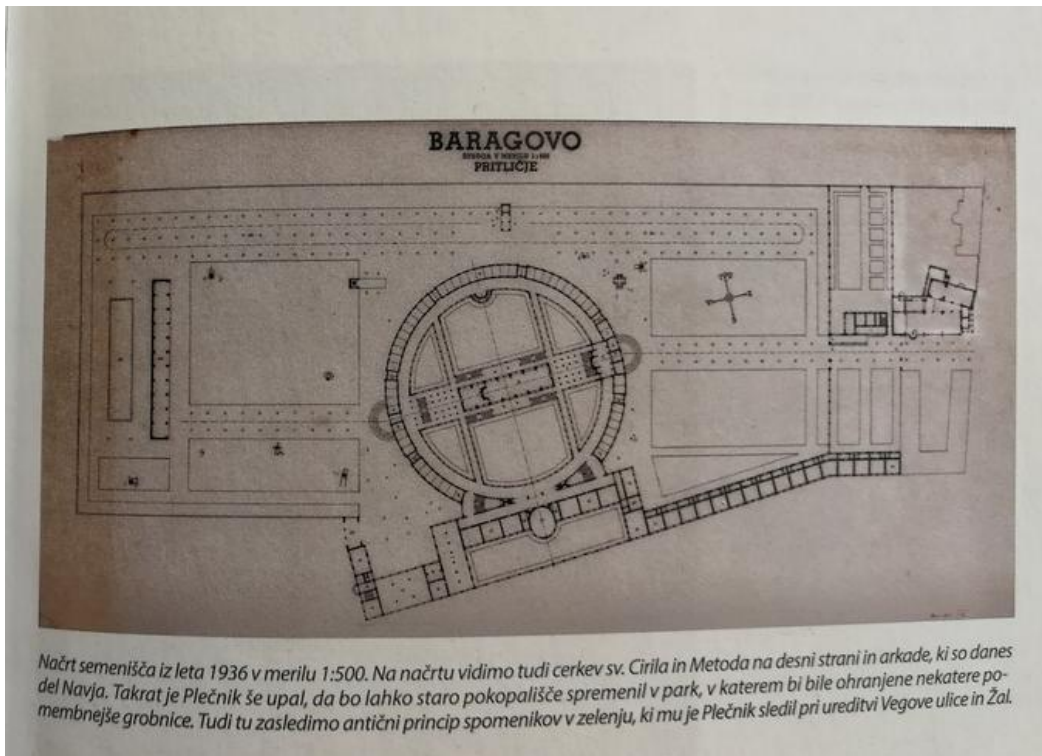 BARAGOVO
PRITLIČJE
Načrt semenišča iz leta 1936 v merilu 1:500. Na načrtu vidimo tudi cerkev sv. Cirila in Metoda na desni strani in arkade, ki so danes
del Navja. Takrat je Plečnik še upal, da bo lahko staro pokopališče spremenil v park, v katerem bi bile ohranjene nekatere po-
membnejše grobnice. Tudi tu zasledimo antični princip spomenikov v zelenju, ki mu je Plečnik sledil pri ureditvi Vegove ulice in Žal.